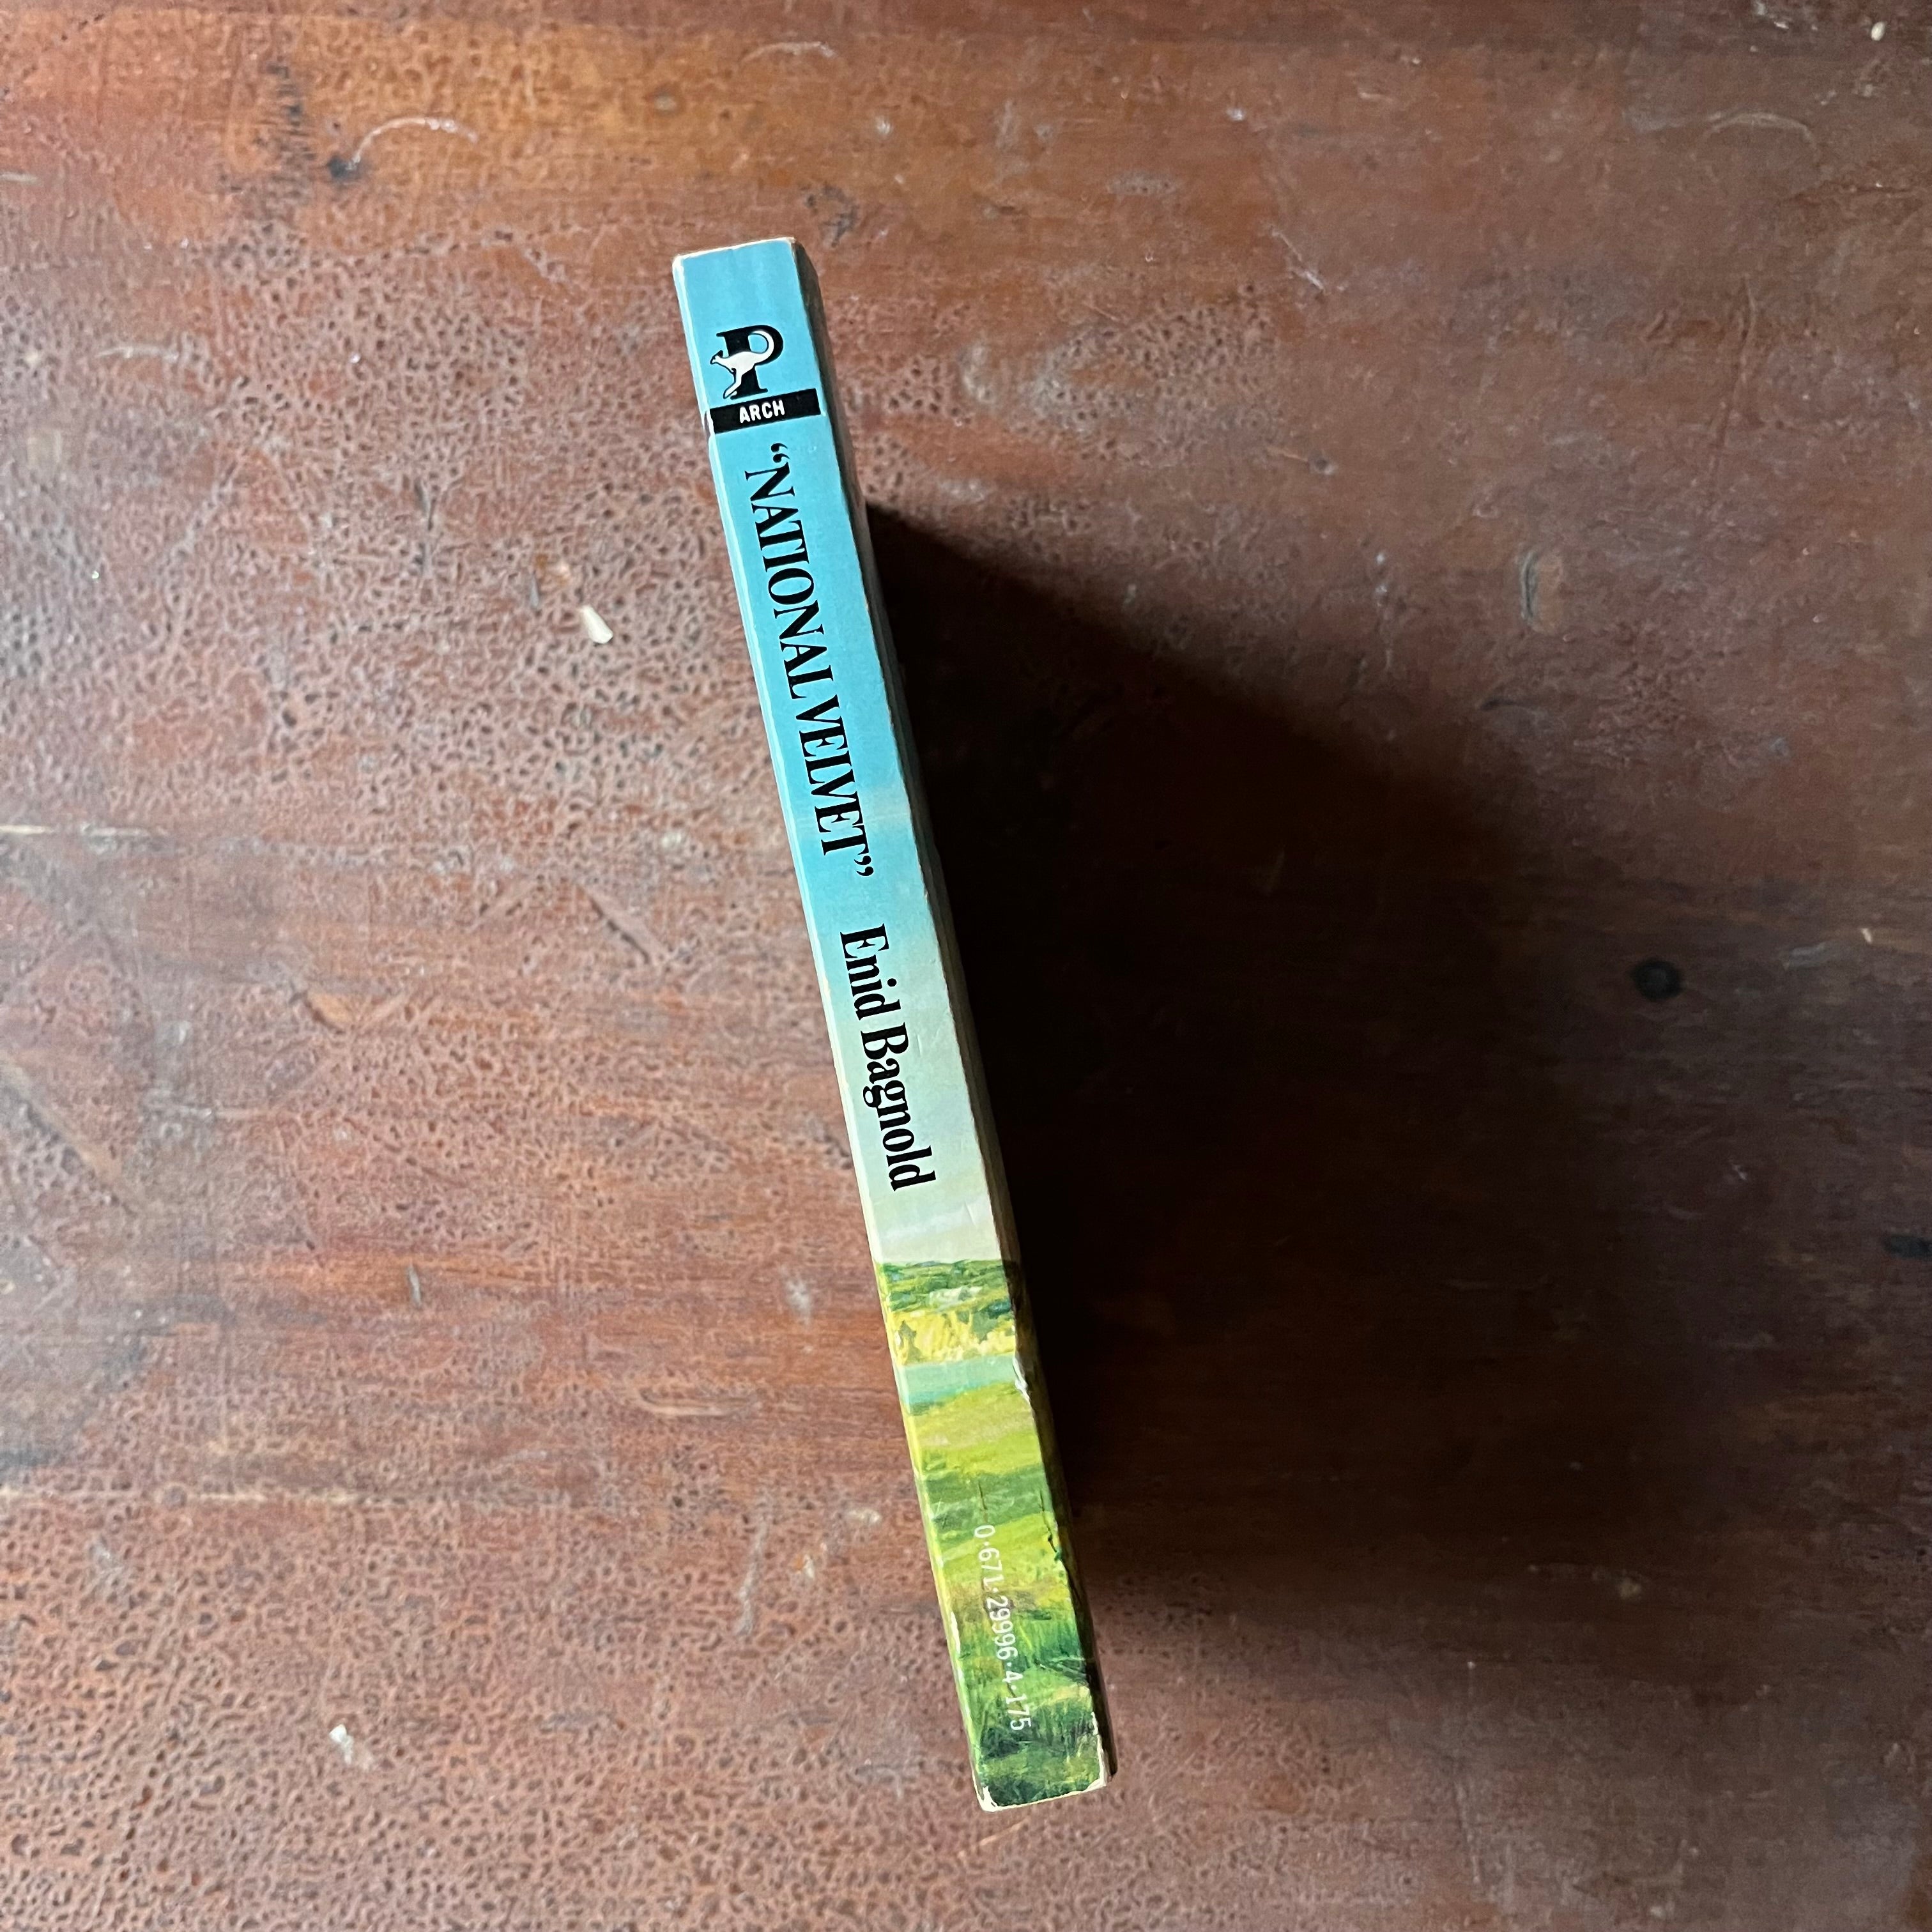 P
ARCH
“NATIONAL VELVET” Enid Bagnold
0·671·29996·4·175